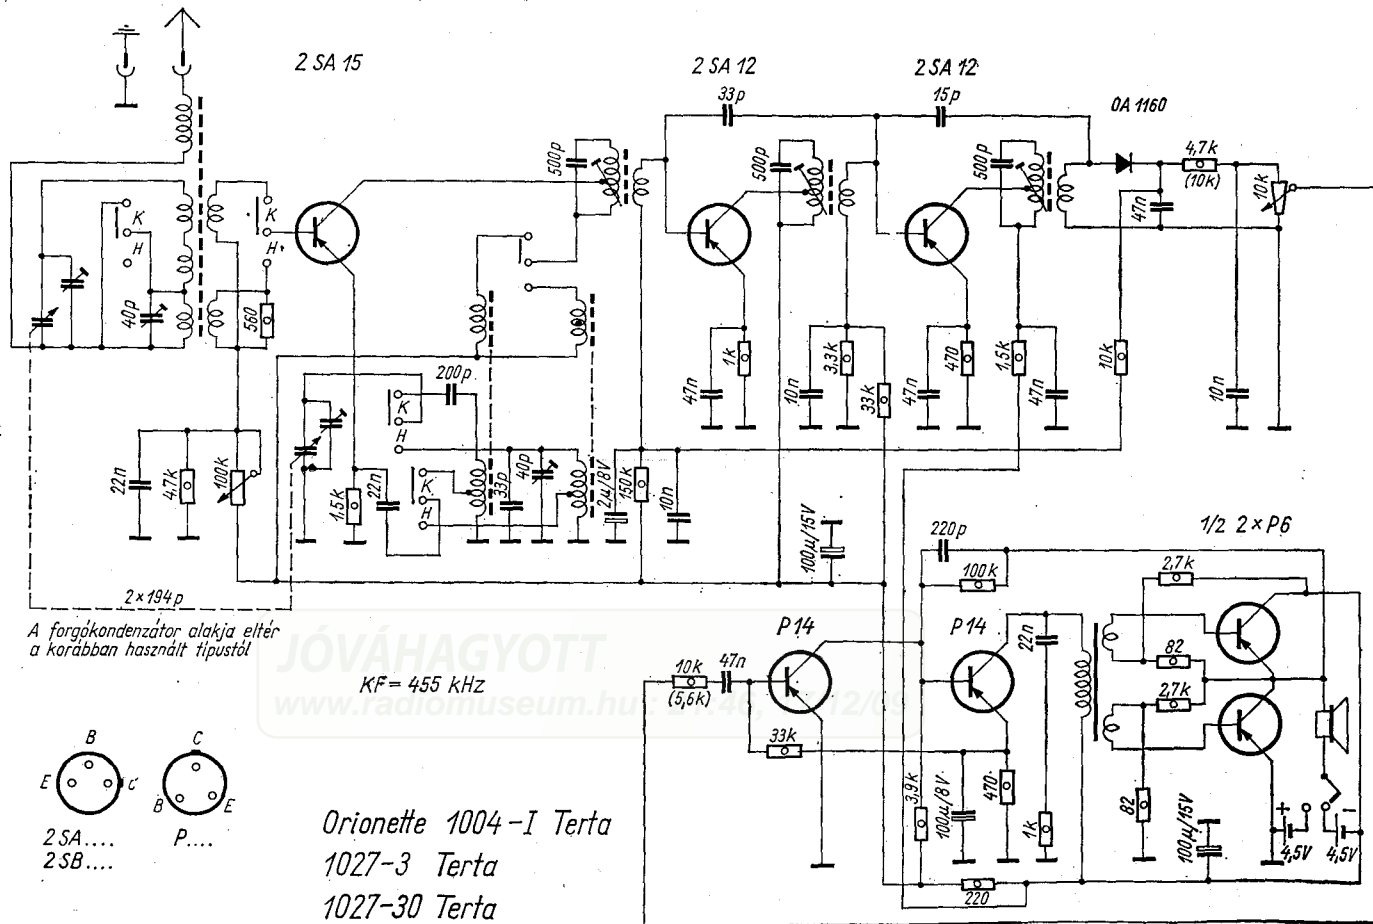 2 SA 15
2 SA 12
2 SA 12
33p
15p
OA 1160
500p
500p
500p
4,7k
(10k)
10k
47n
K
H
K
H
40p
560
200p
47n
1k
10n
3,3k
33k
47n
470
1,5k
47n
10k
10n
22n
4,7k
100k
1,5k
22n
K
H
K
H
33p
40p
2µ/8V
150k
10n
100µ/15V
220p
100k
1/2 2×P6
2,7k
2×194p
A forgókondenzátor alakja eltér
a korábban használt típustól
JÓVÁHAGYOTT
KF= 455 kHz
www.radiomuseum.hu
P14
P14
22n
82
2,7k
10k
(5,6k)
47n
33k
3,9k
100µ/8V
470
1k
82
100µ/15V
+
−
4,5V
4,5V
220
B
E
C
C
B
E
2SA....
2SB....
P....
Orionette 1004-I Terta
1027-3 Terta
1027-30 Terta